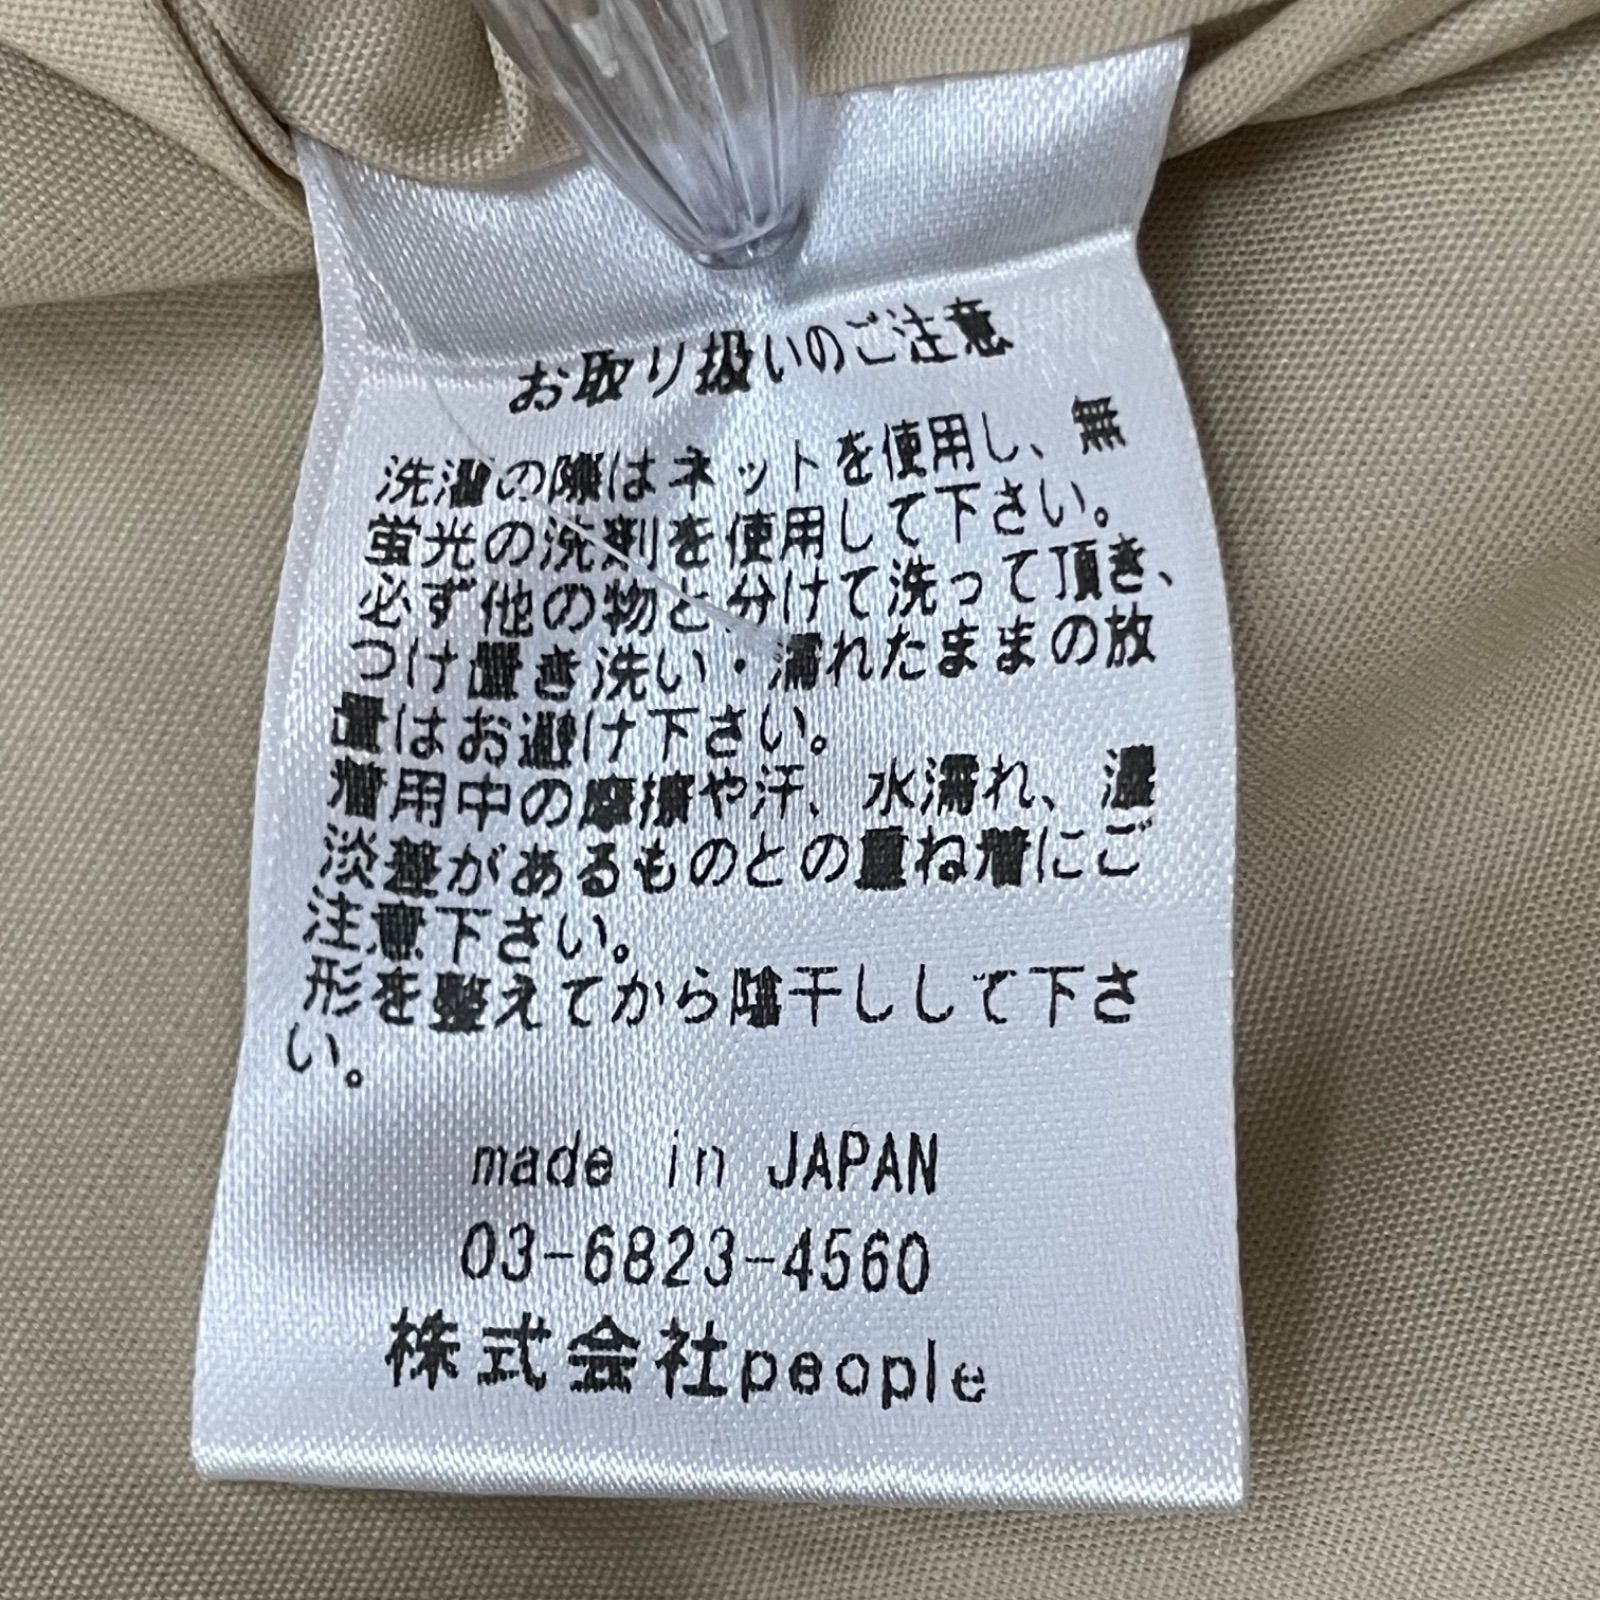 お取り扱いのご注意
洗濯の際はネットを使用し、無
蛍光の洗剤を使用して下さい。
必ず他の物と分けて洗って頂き、
つけ置き洗い・濡れたままの放
置はお避け下さい。
着用中の摩擦や汗、水濡れ、濃
淡差があるものとの重ね着にご
注意下さい。
形を整えてから陰干しして下さ
い。
made in JAPAN
03-6823-4560
株式会社people